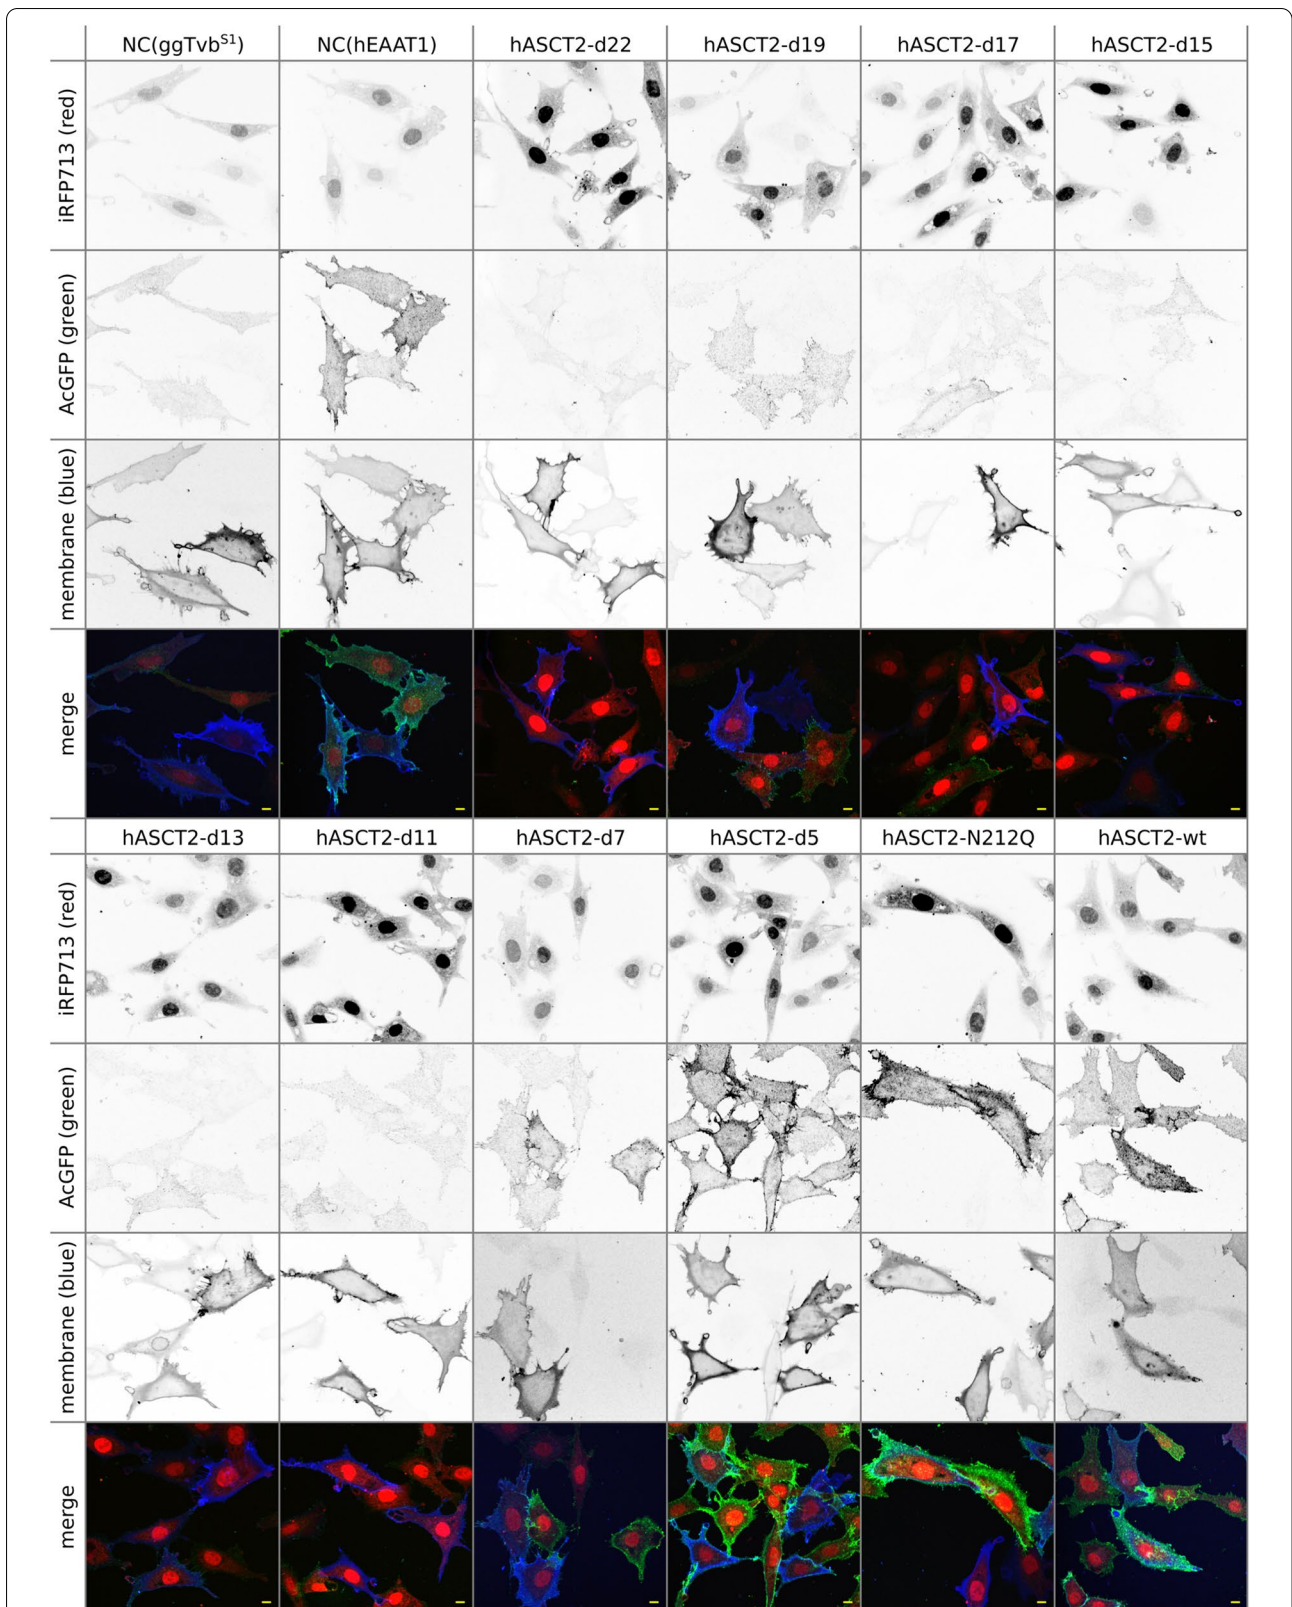 NC(ggTvb^S1) NC(hEAAT1) hASCT2-d22 hASCT2-d19 hASCT2-d17 hASCT2-d15
iRFP713 (red)
AcGFP (green)
membrane (blue)
merge
hASCT2-d13 hASCT2-d11 hASCT2-d7 hASCT2-d5 hASCT2-N212Q hASCT2-wt
iRFP713 (red)
AcGFP (green)
membrane (blue)
merge